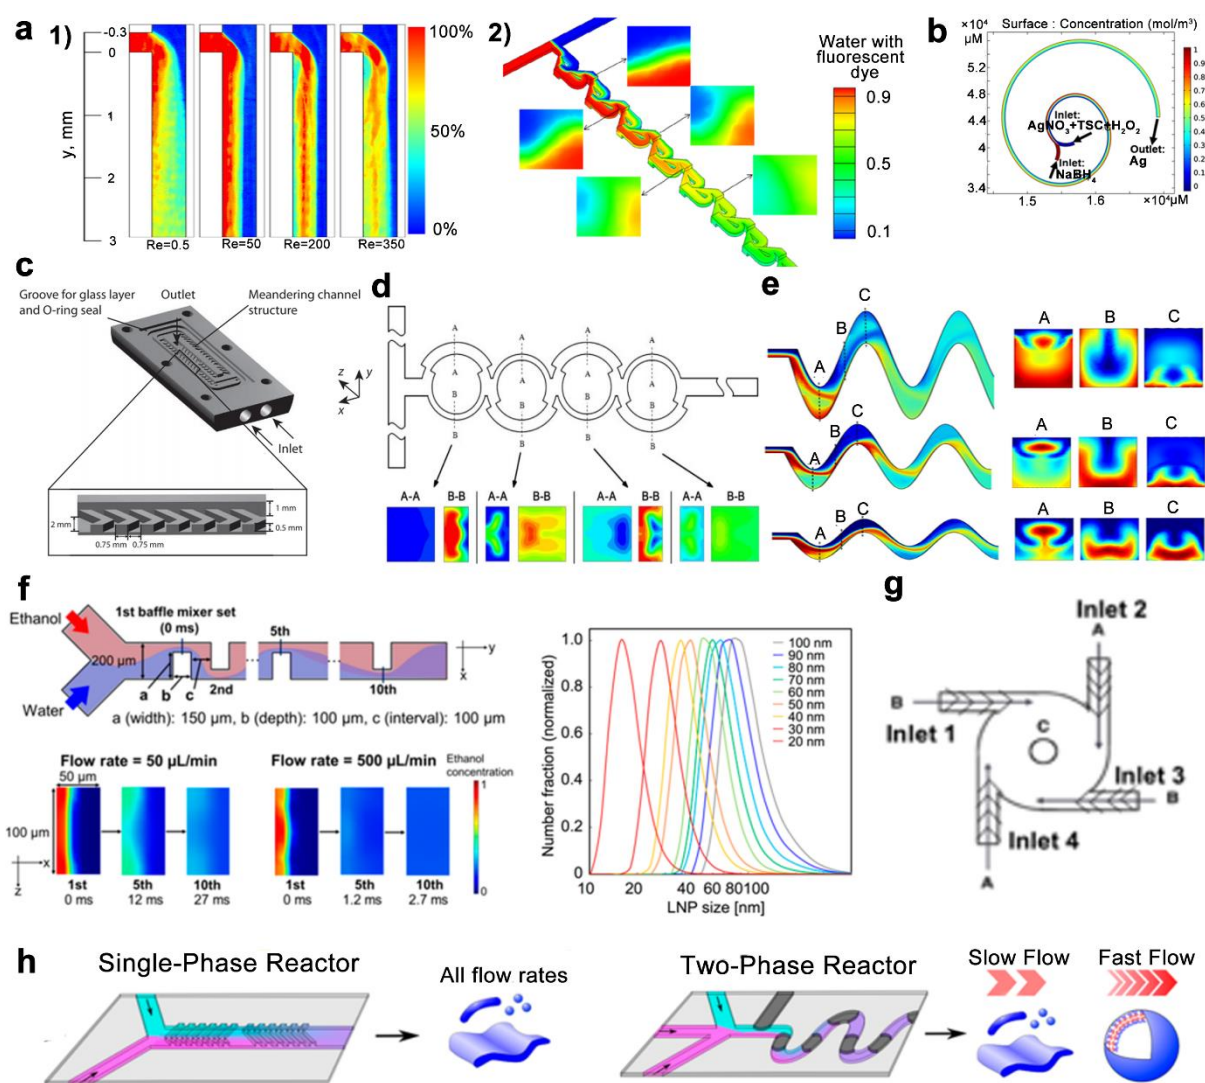 a
1)
-0.3
0
1
2
3
y, mm
Re=0.5
Re=50
Re=200
Re=350
100%
50%
0%
2)
Water with
fluorescent
dye
0.9
0.5
0.1
b
Surface : Concentration (mol/m³)
×10⁴
µM
5.6
4.8
4.4
4
3.4
1.5
1.6
×10⁴µM
Inlet:
AgNO₃+TSC+H₂O₂
Inlet:
NaBH₄
Outlet:
Ag
1
0.9
0.8
0.7
0.6
0.5
0.4
0.3
0.2
0.1
0
c
Groove for glass layer
and O-ring seal
Outlet
Meandering channel
structure
Inlet
2 mm
1 mm
0.5 mm
0.75 mm
0.75 mm
d
z
y
x
A
A
B
B
A
A
B
B
A
A
B
B
A
A
B
B
A-A
B-B
A-A
B-B
A-A
B-B
A-A
B-B
e
A
B
C
A
B
C
A
B
C
A
B
C
A
B
C
A
B
C
f
Ethanol
Water
1st baffle mixer set
(0 ms)
200 µm
a
b
c
2nd
5th
10th
y
x
a (width): 150 µm, b (depth): 100 µm, c (interval): 100 µm
Flow rate = 50 µL/min
Flow rate = 500 µL/min
Ethanol
concentration
1
0
50 µm
100 µm
x
z
1st
0 ms
5th
12 ms
10th
27 ms
1st
0 ms
5th
1.2 ms
10th
2.7 ms
Number fraction (normalized)
1.0
0.8
0.6
0.4
0.2
0
10
20
40
60
80
100
LNP size [nm]
100 nm
90 nm
80 nm
70 nm
60 nm
50 nm
40 nm
30 nm
20 nm
g
Inlet 2
A
B
Inlet 1
C
Inlet 3
B
Inlet 4
A
h
Single-Phase Reactor
All flow rates
Two-Phase Reactor
Slow Flow
Fast Flow